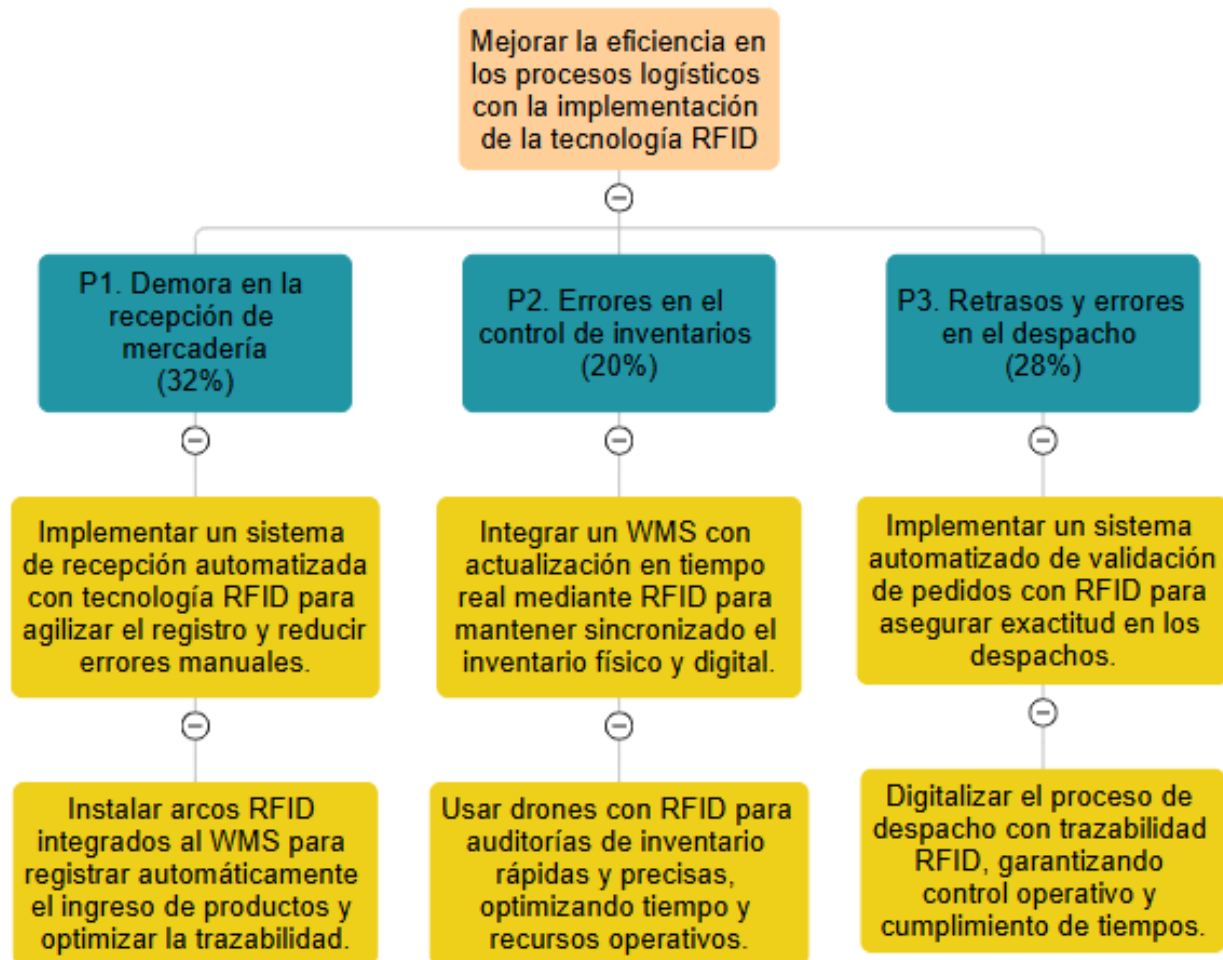 Mejorar la eficiencia en
los procesos logísticos
con la implementación
de la tecnología RFID
P1. Demora en la
recepción de
mercadería
(32%)
P2. Errores en el
control de inventarios
(20%)
P3. Retrasos y errores
en el despacho
(28%)
Implementar un sistema
de recepción automatizada
con tecnología RFID para
agilizar el registro y reducir
errores manuales.
Integrar un WMS con
actualización en tiempo
real mediante RFID para
mantener sincronizado el
inventario físico y digital.
Implementar un sistema
automatizado de validación
de pedidos con RFID para
asegurar exactitud en los
despachos.
Instalar arcos RFID
integrados al WMS para
registrar automáticamente
el ingreso de productos y
optimizar la trazabilidad.
Usar drones con RFID para
auditorías de inventario
rápidas y precisas,
optimizando tiempo y
recursos operativos.
Digitalizar el proceso de
despacho con trazabilidad
RFID, garantizando
control operativo y
cumplimiento de tiempos.